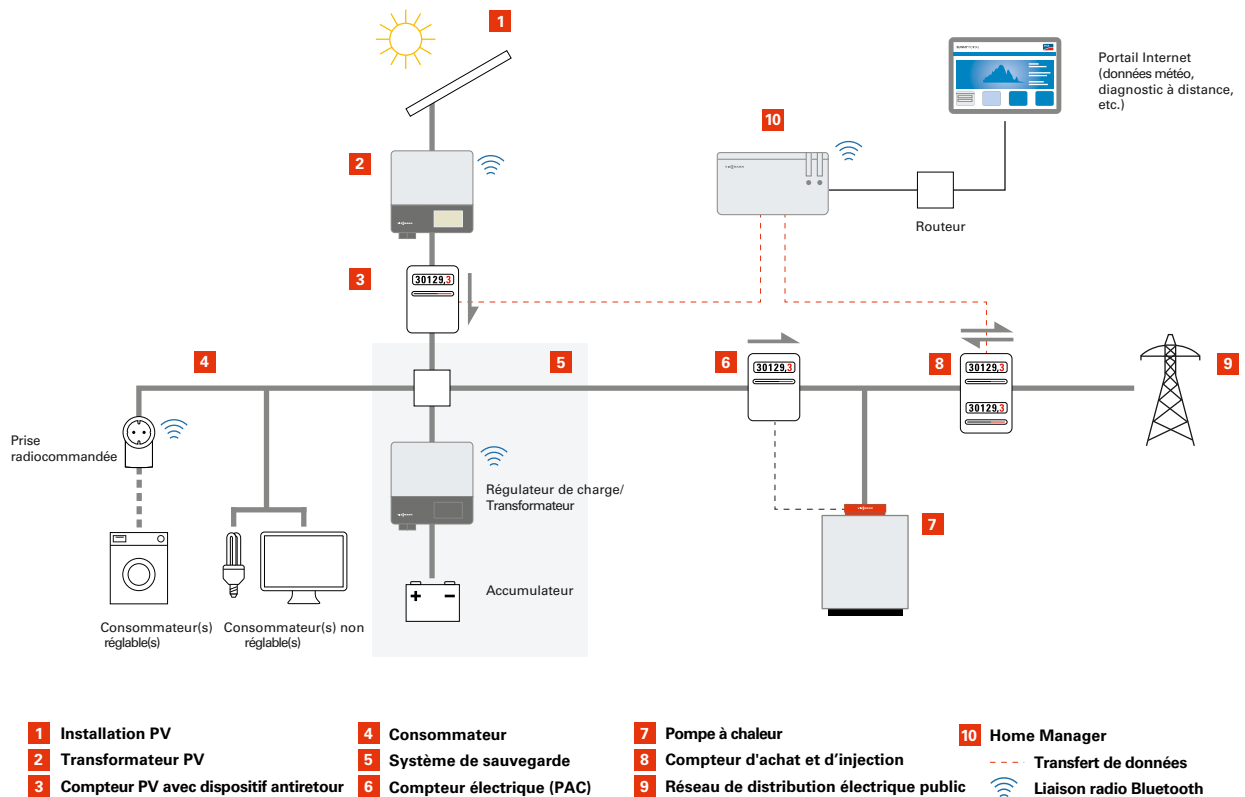 1
SUNNY PORTAL
Portail Internet
(données météo,
diagnostic à distance,
etc.)
10
2
Routeur
3
30129,3
4
5
6
30129,3
8
30129,3
30129,3
9
Prise
radiocommandée
Régulateur de charge/
Transformateur
7
+ −
Accumulateur
Consommateur(s)
réglable(s)
Consommateur(s) non
réglable(s)
1 Installation PV
2 Transformateur PV
3 Compteur PV avec dispositif antiretour
4 Consommateur
5 Système de sauvegarde
6 Compteur électrique (PAC)
7 Pompe à chaleur
8 Compteur d'achat et d’injection
9 Réseau de distribution électrique public
10 Home Manager
Transfert de données
Liaison radio Bluetooth